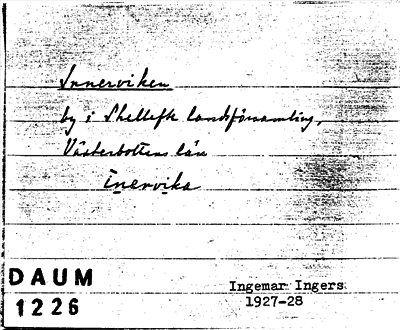 Innerviken
by i Skellefte landsförsamling,
Västerbottens län
inervika
DAUM
1226
Ingemar Ingers
1927-28